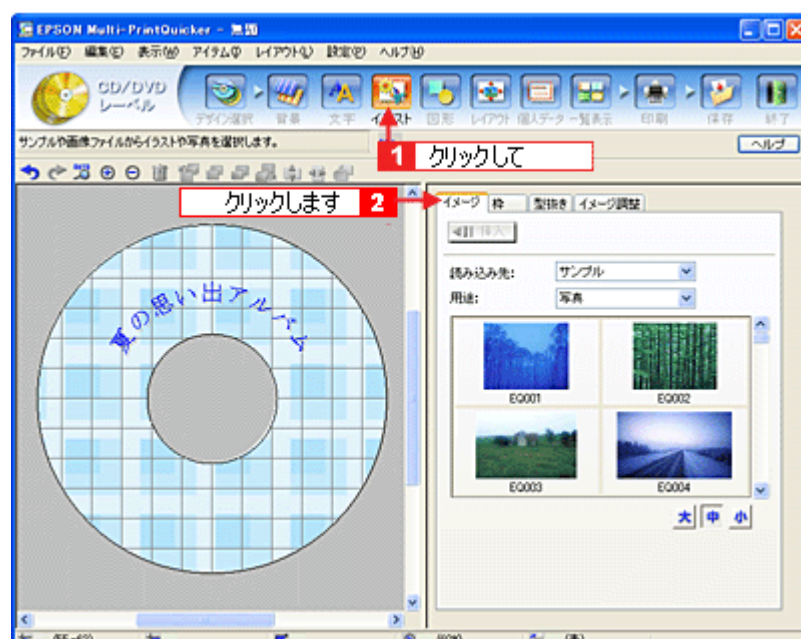 EPSON Multi-PrintQuicker - 無題
ファイル(F) 編集(E) 表示(W) アイテム(I) レイアウト(L) 設定(P) ヘルプ(H)
CD/DVD
レーベル
デザイン選択 背景 文字 イラスト 図形 レイアウト 個人データ 一覧表示 印刷 保存 終了
サンプルや画像ファイルからイラストや写真を選択します。
ヘルプ
1 クリックして
クリックします 2
イメージ 枠 型抜き イメージ調整
挿入
読み込み先: サンプル
用途: 写真
夏の思い出アルバム
EQ001 EQ002
EQ003 EQ004
大 中 小